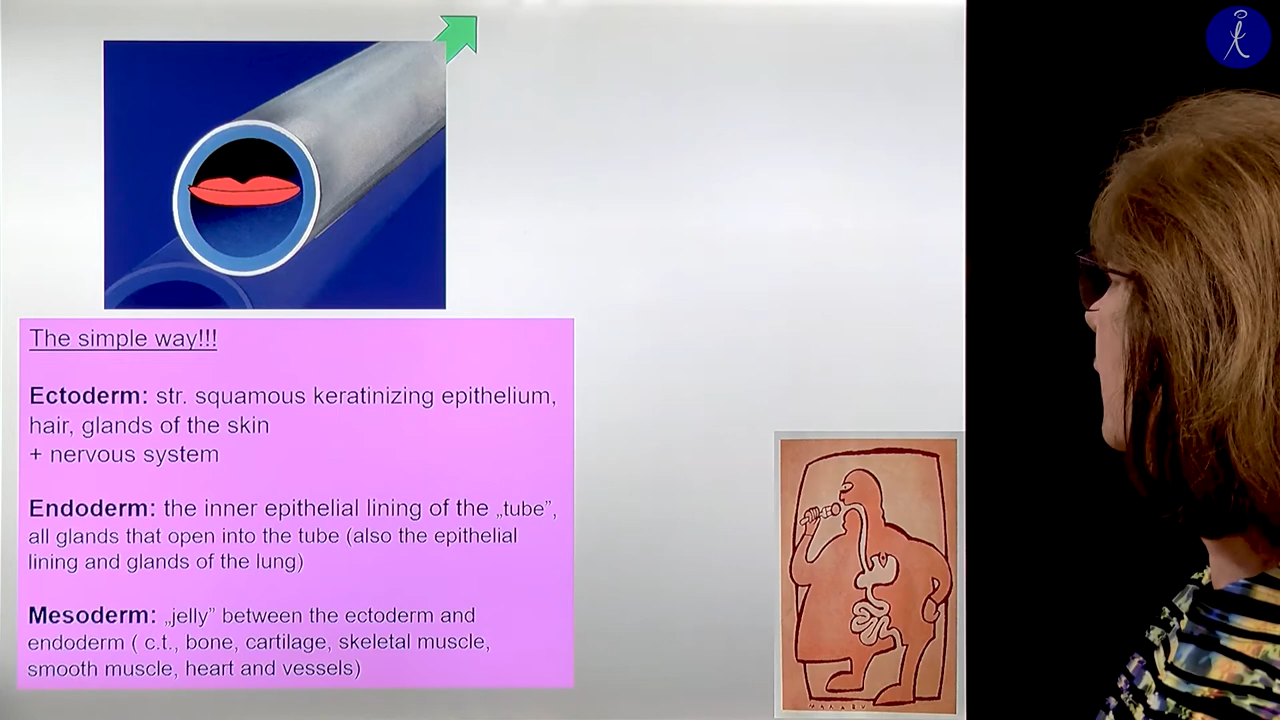 The simple way!!!
Ectoderm: str. squamous keratinizing epithelium,
hair, glands of the skin
+ nervous system
Endoderm: the inner epithelial lining of the „tube”,
all glands that open into the tube (also the epithelial
lining and glands of the lung)
Mesoderm: „jelly” between the ectoderm and
endoderm ( c.t., bone, cartilage, skeletal muscle,
smooth muscle, heart and vessels)